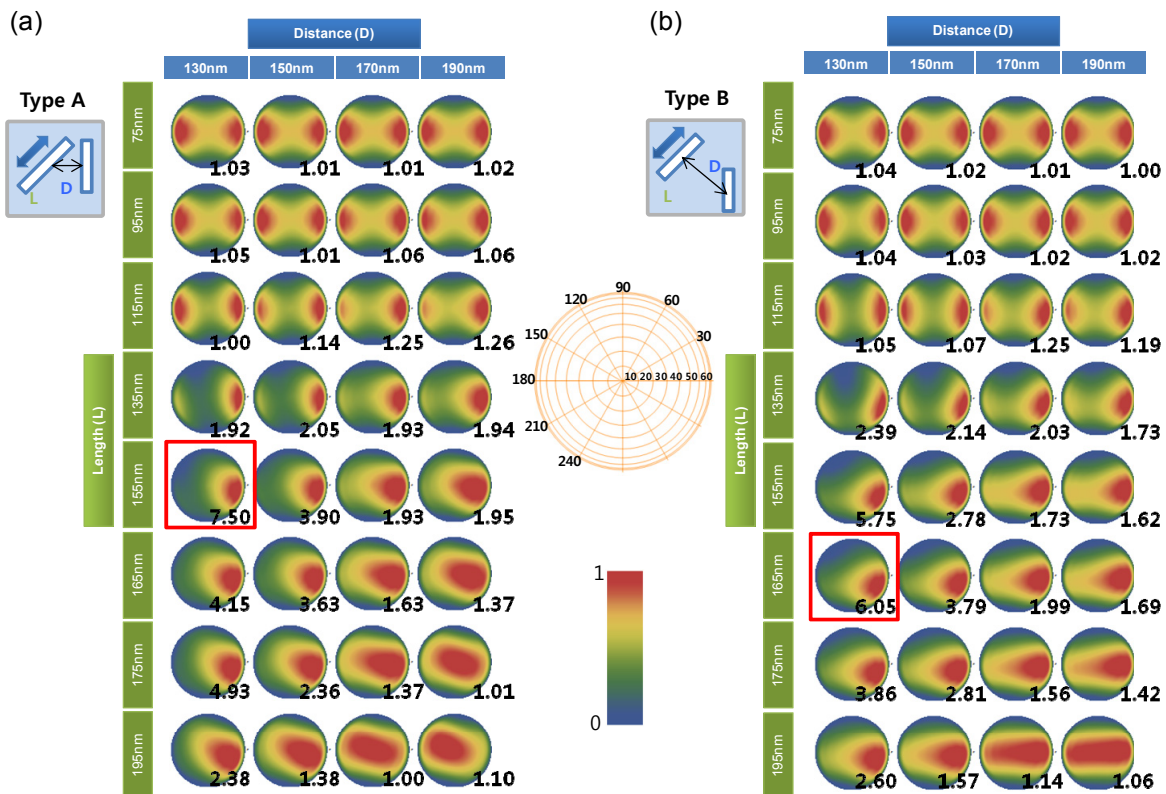 (a)
Distance (D)
130nm 150nm 170nm 190nm
Type A
L
D
Length (L)
75nm
1.03 1.01 1.01 1.02
95nm
1.05 1.01 1.06 1.06
115nm
1.00 1.14 1.25 1.26
135nm
1.92 2.05 1.93 1.94
155nm
7.50 3.90 1.93 1.95
165nm
4.15 3.63 1.63 1.37
175nm
4.93 2.36 1.37 1.01
195nm
2.38 1.38 1.00 1.10
90
120 60
150 30
180 10 20 30 40 50 60
210
240
1
0
(b)
Distance (D)
130nm 150nm 170nm 190nm
Type B
D
L
Length (L)
75nm
1.04 1.02 1.01 1.00
95nm
1.04 1.03 1.02 1.02
115nm
1.05 1.07 1.25 1.19
135nm
2.39 2.14 2.03 1.73
155nm
5.75 2.78 1.73 1.62
165nm
6.05 3.79 1.99 1.69
175nm
3.86 2.81 1.56 1.42
195nm
2.60 1.57 1.14 1.06